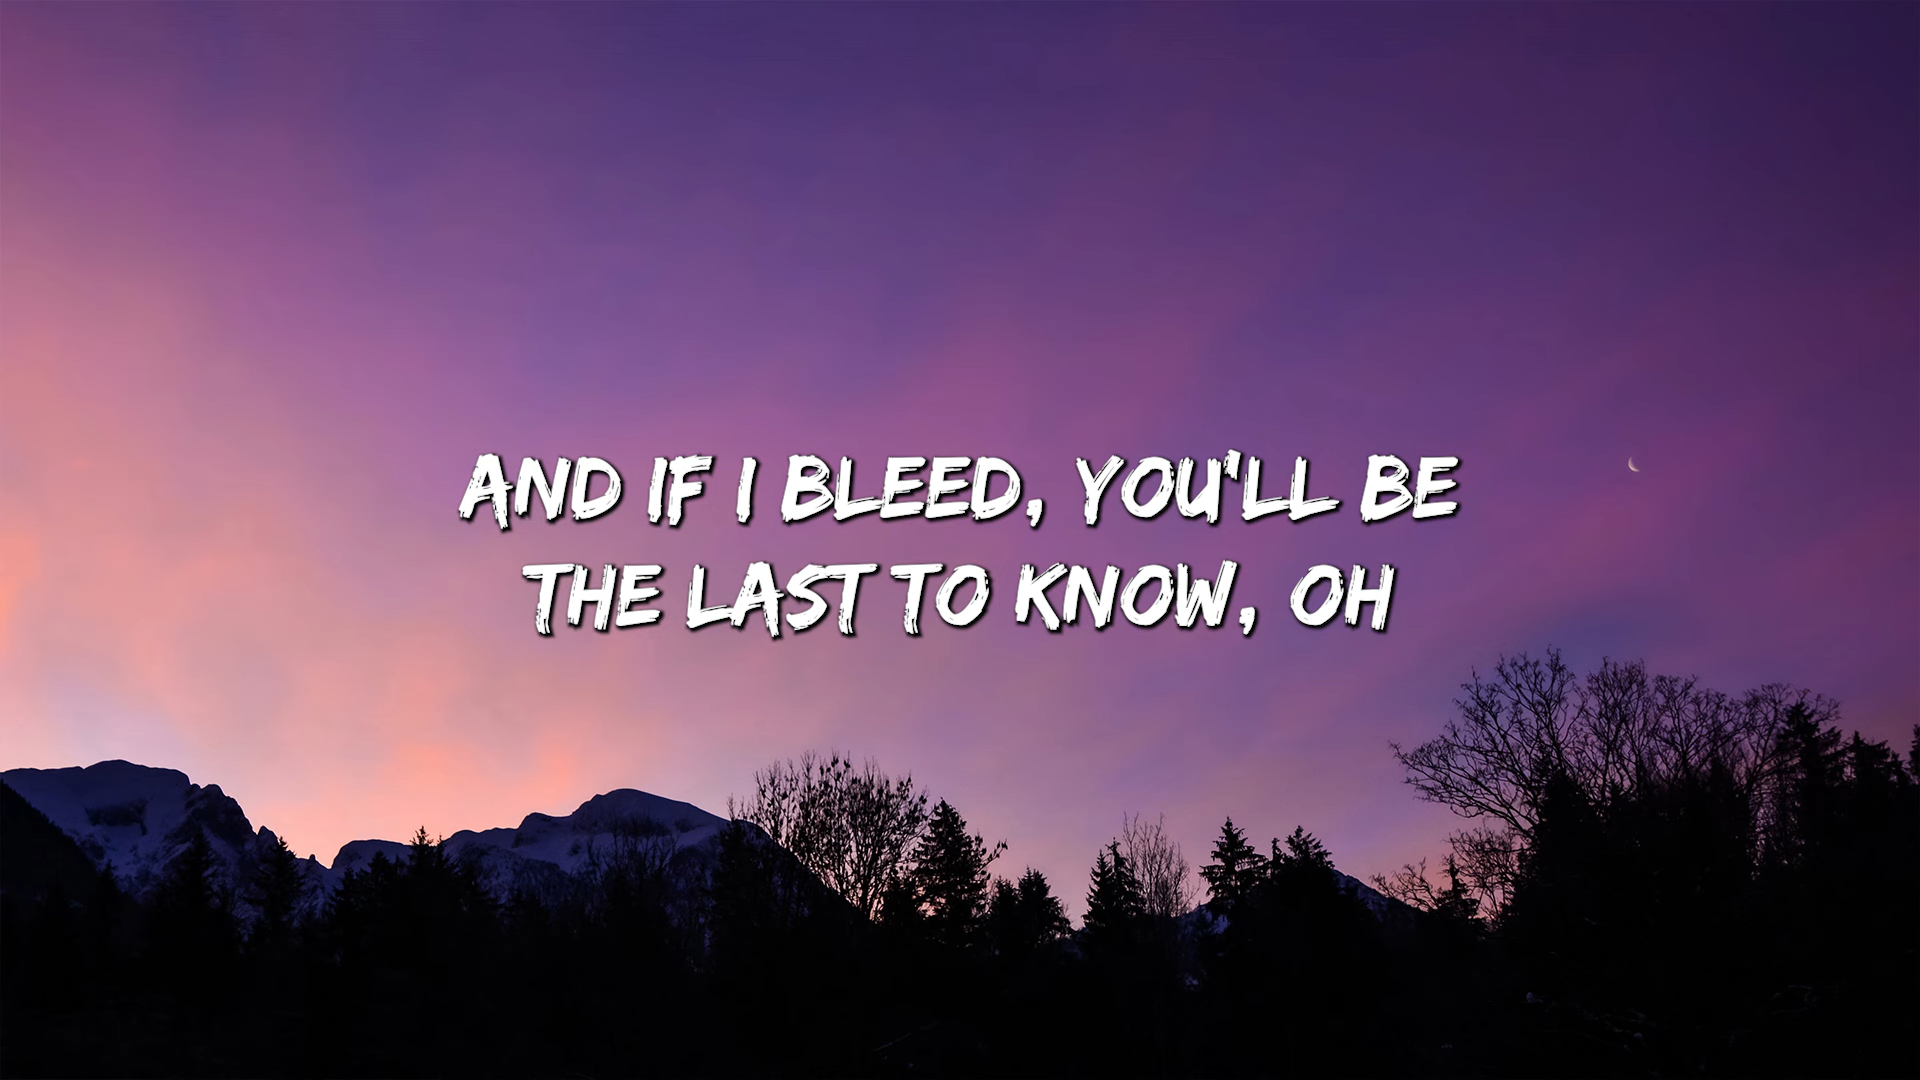 AND IF I BLEED, YOU'LL BE
THE LAST TO KNOW, OH